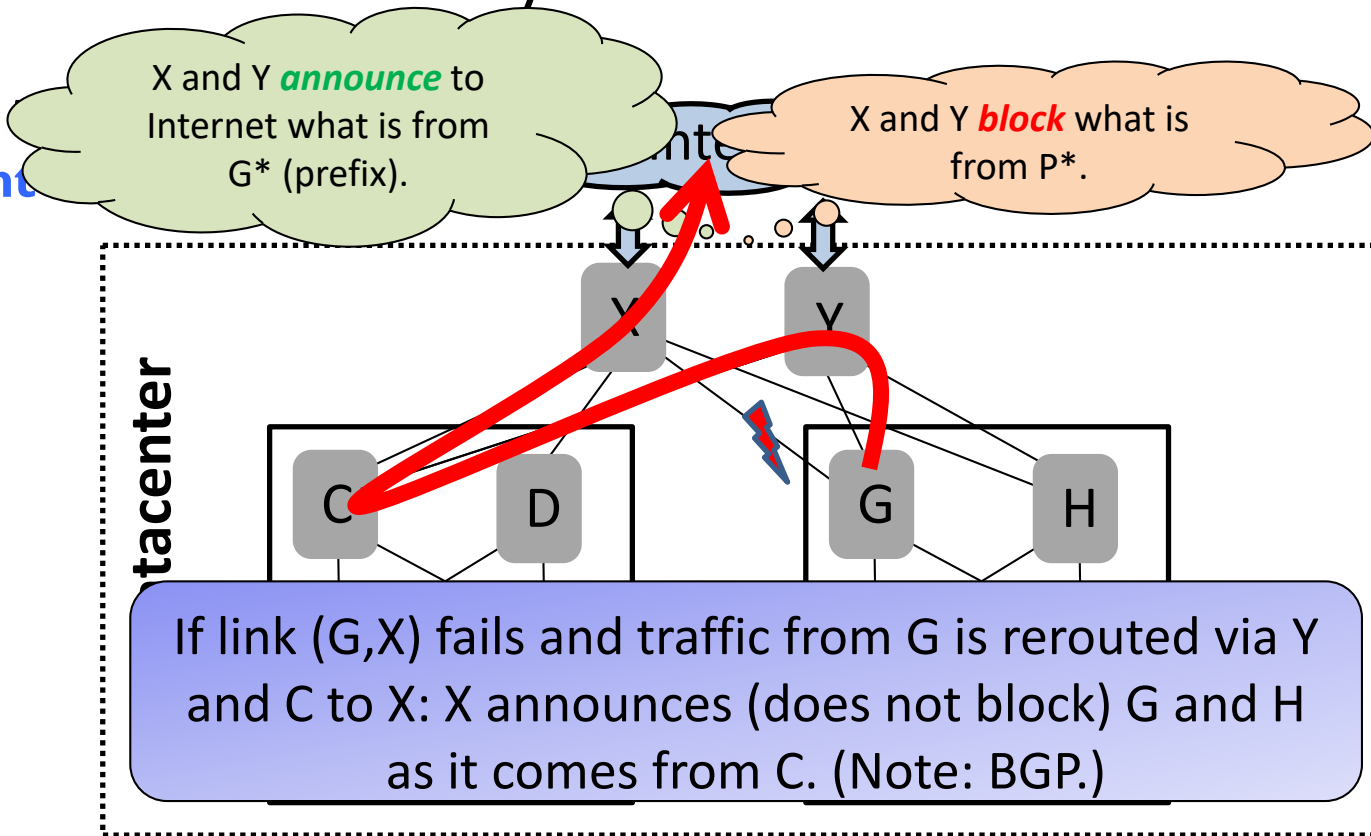 X and Y announce to
Internet what is from
G* (prefix).
X and Y block what is
from P*.
X
Y
C
D
G
H
If link (G,X) fails and traffic from G is rerouted via Y
and C to X: X announces (does not block) G and H
as it comes from C. (Note: BGP.)